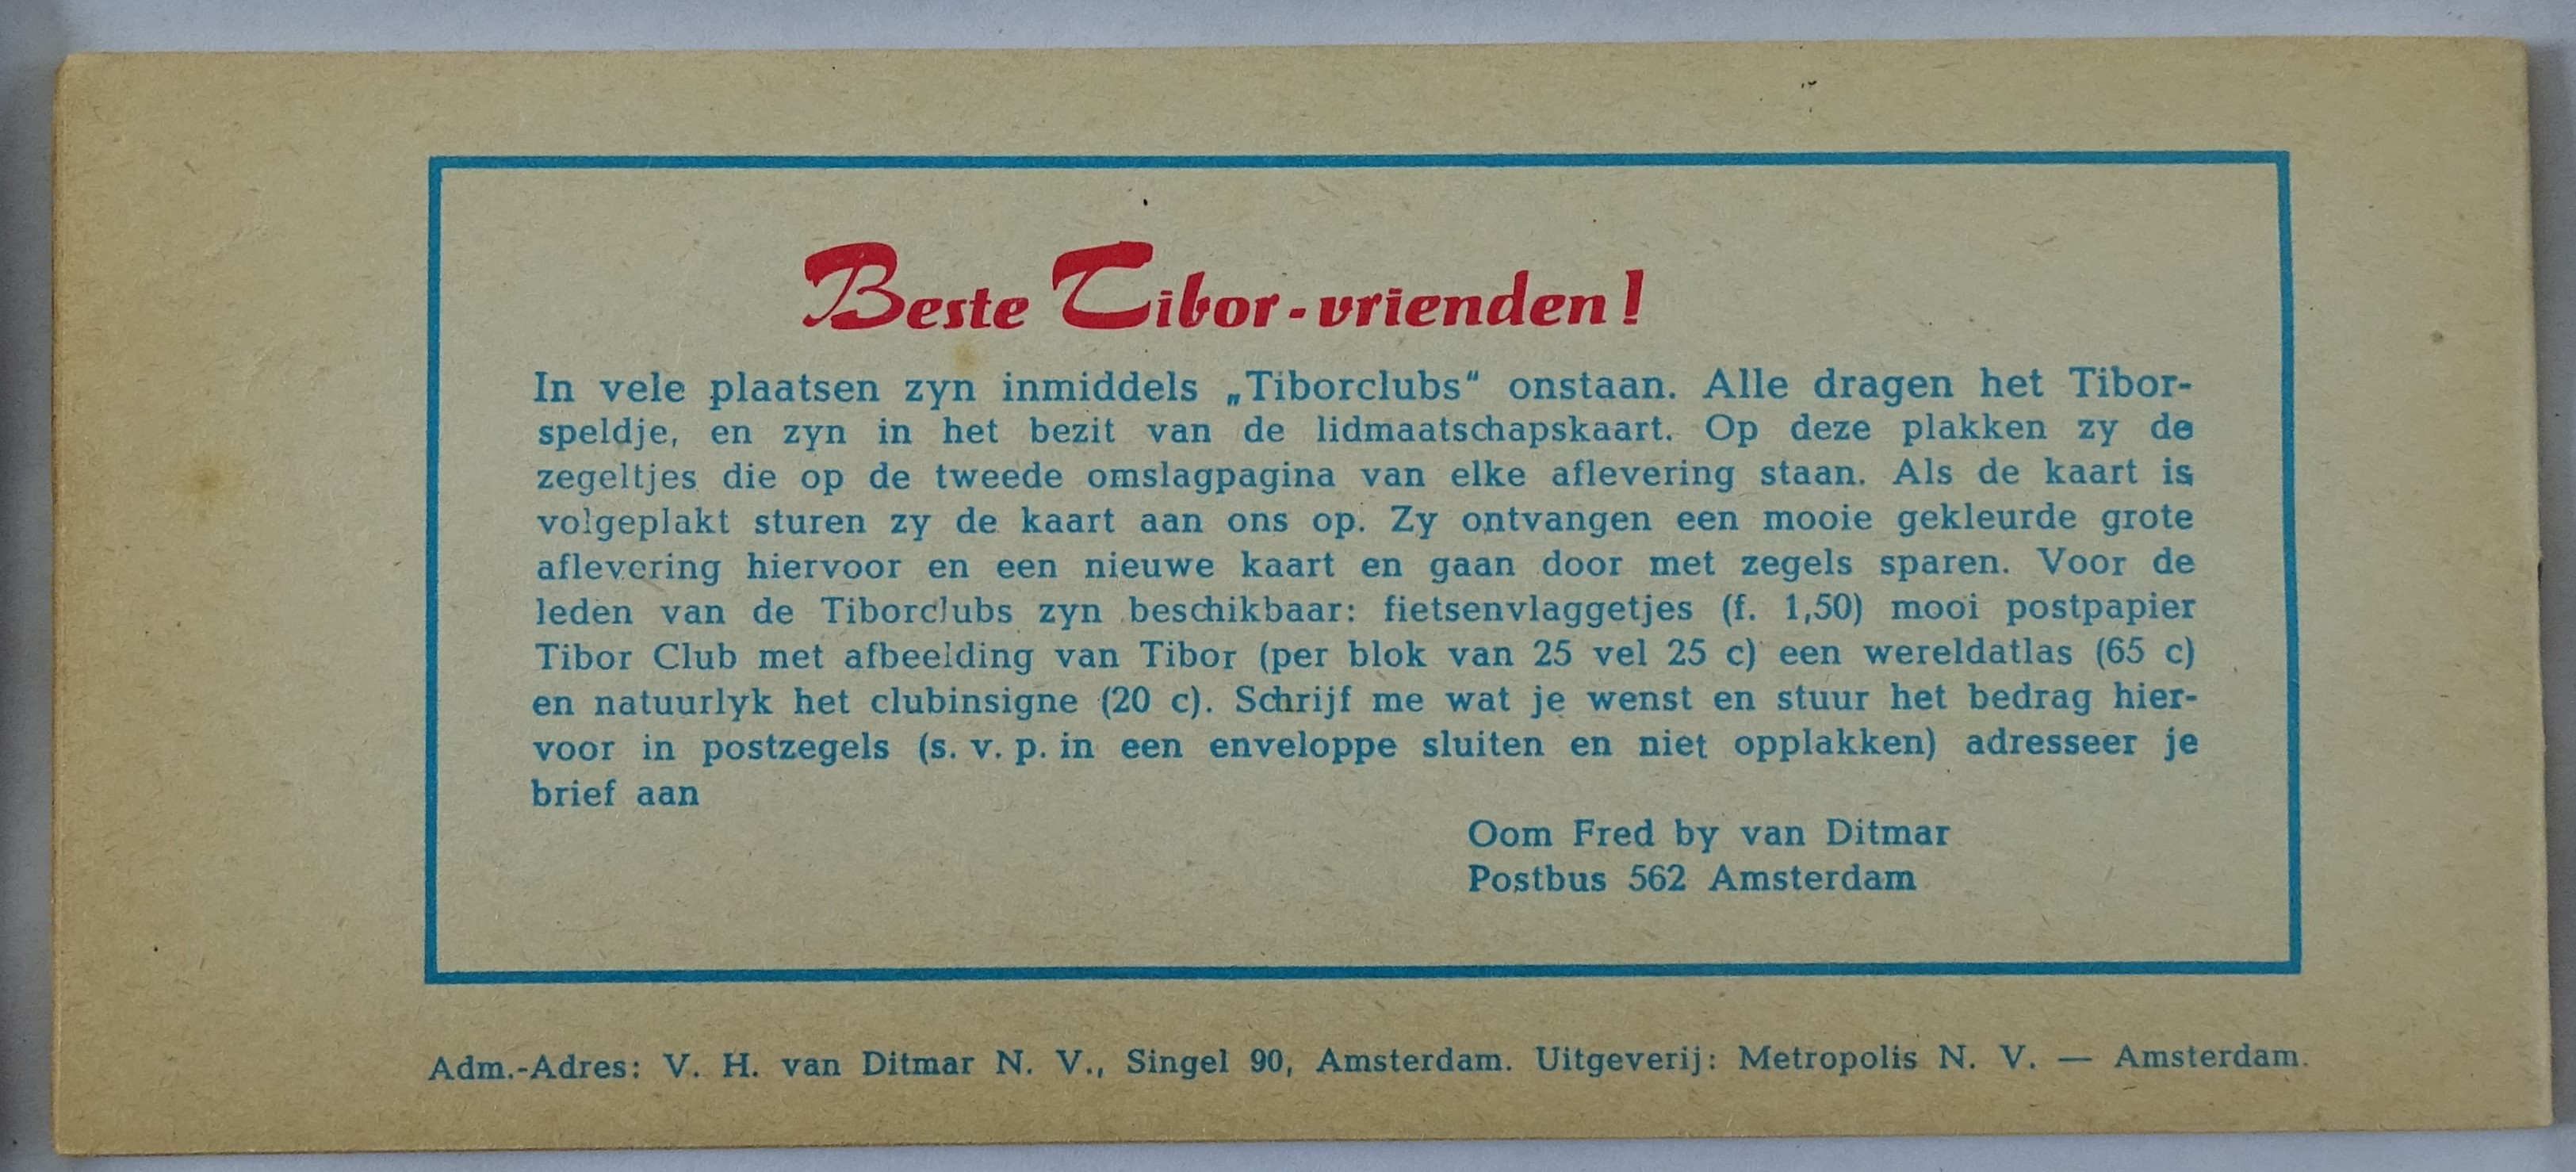 Beste Tibor-vrienden!
In vele plaatsen zyn inmiddels „Tiborclubs“ onstaan. Alle dragen het Tibor-
speldje, en zyn in het bezit van de lidmaatschapskaart. Op deze plakken zy de
zegeltjes die op de tweede omslagpagina van elke aflevering staan. Als de kaart is
volgeplakt sturen zy de kaart aan ons op. Zy ontvangen een mooie gekleurde grote
aflevering hiervoor en een nieuwe kaart en gaan door met zegels sparen. Voor de
leden van de Tiborclubs zyn beschikbaar: fietsenvlaggetjes (f. 1,50) mooi postpapier
Tibor Club met afbeelding van Tibor (per blok van 25 vel 25 c) een wereldatlas (65 c)
en natuurlyk het clubinsigne (20 c). Schrijf me wat je wenst en stuur het bedrag hier-
voor in postzegels (s. v. p. in een enveloppe sluiten en niet opplakken) adresseer je
brief aan
Oom Fred by van Ditmar
Postbus 562 Amsterdam
Adm.-Adres: V. H. van Ditmar N. V., Singel 90, Amsterdam. Uitgeverij: Metropolis N. V. — Amsterdam.